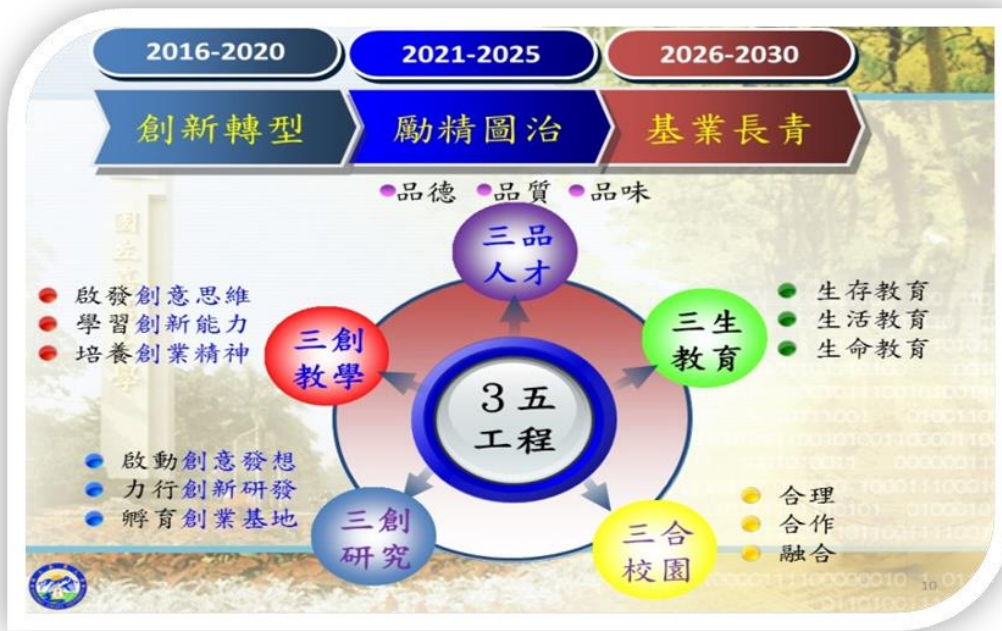 2016-2020
2021-2025
2026-2030
創新轉型
勵精圖治
基業長青
品德
品質
品味
三品
人才
啟發創意思維
學習創新能力
培養創業精神
三創
教學
三生
教育
生存教育
生活教育
生命教育
3五
工程
啟動創意發想
力行創新研發
孵育創業基地
三創
研究
三合
校園
合理
合作
融合
10